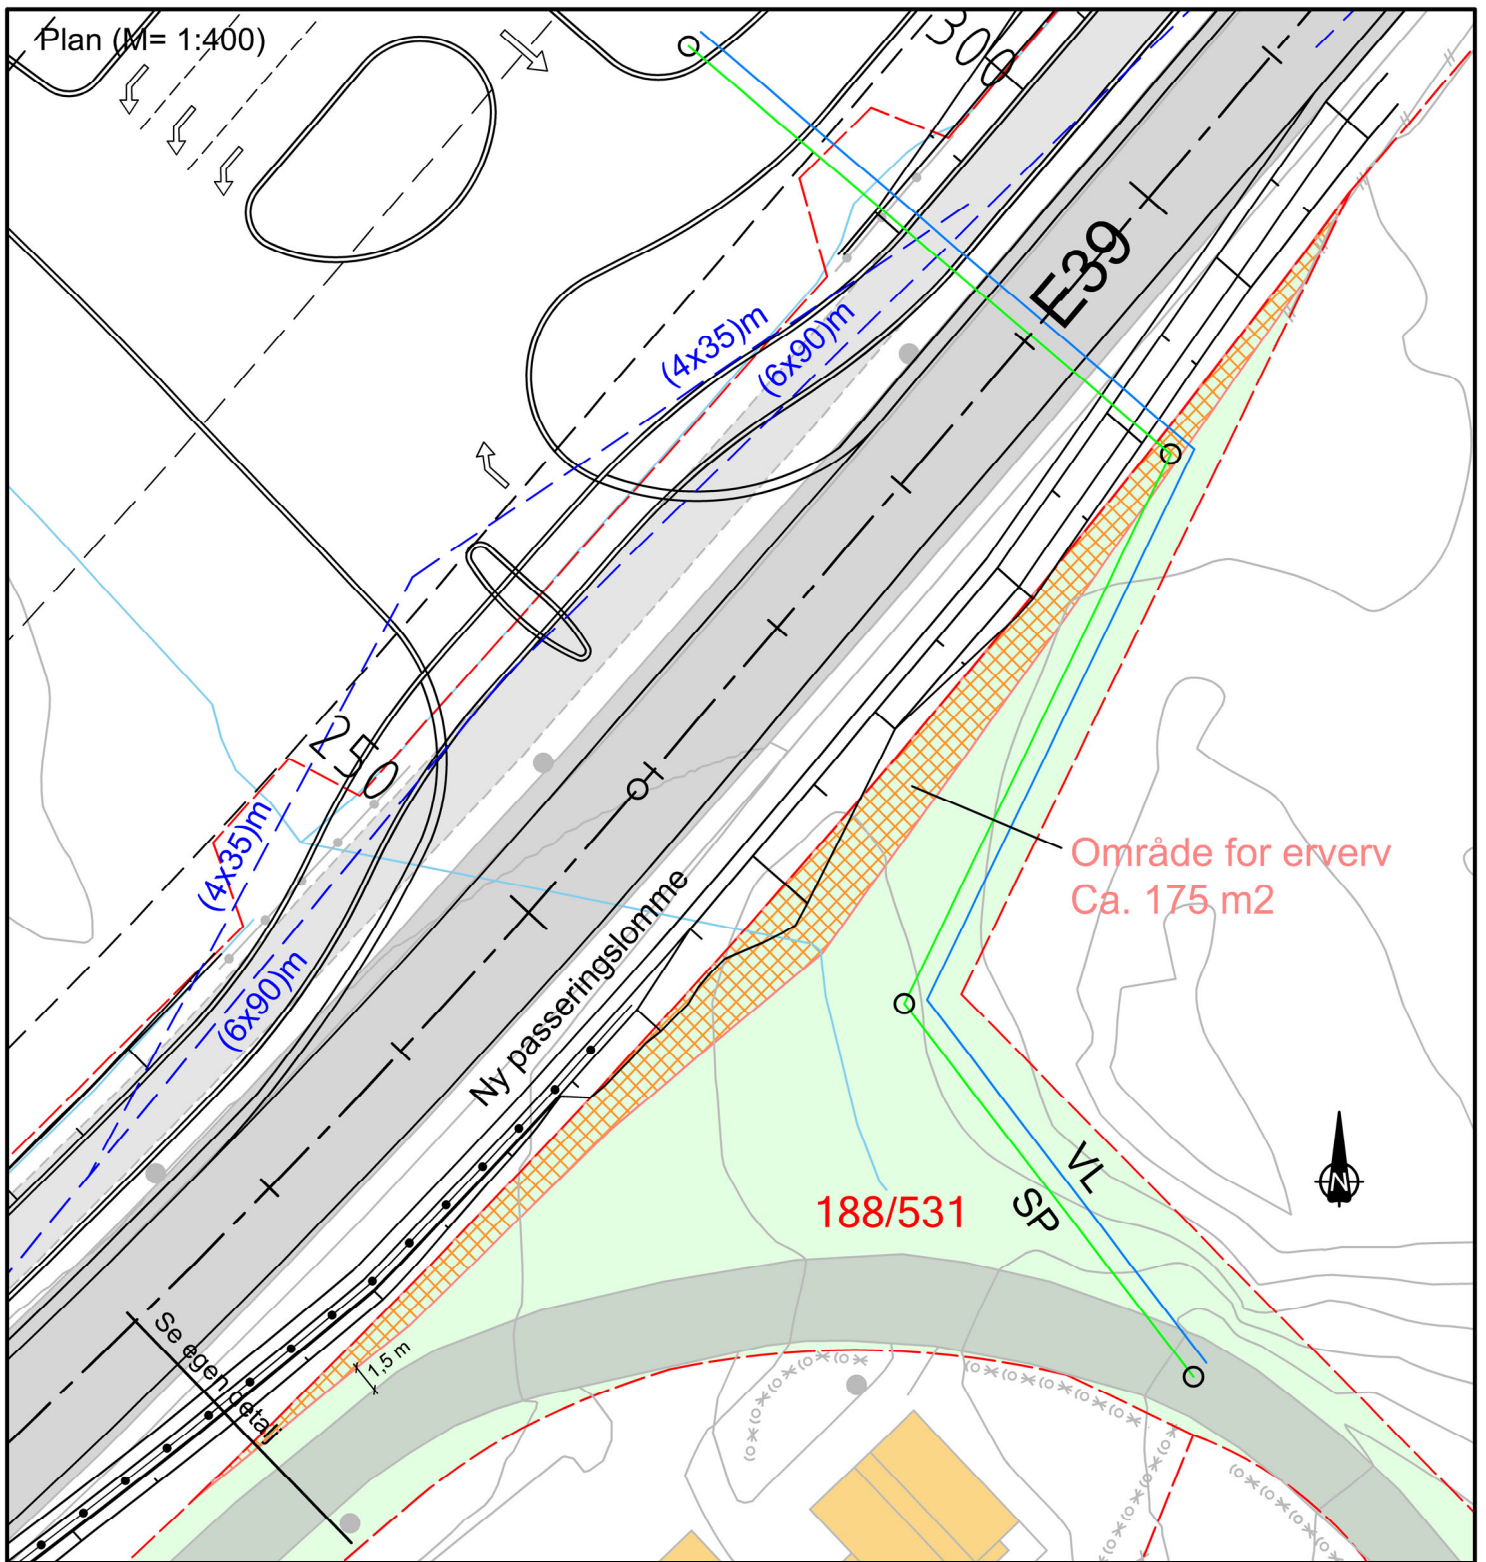 Plan (M= 1:400)
300
E39
(4x35)m
(6x90)m
250
(4x35)m
(6x90)m
Område for erverv
Ca. 175 m2
Ny passeringslomme
VL
SP
188/531
N
Se egen detalj
1,5 m